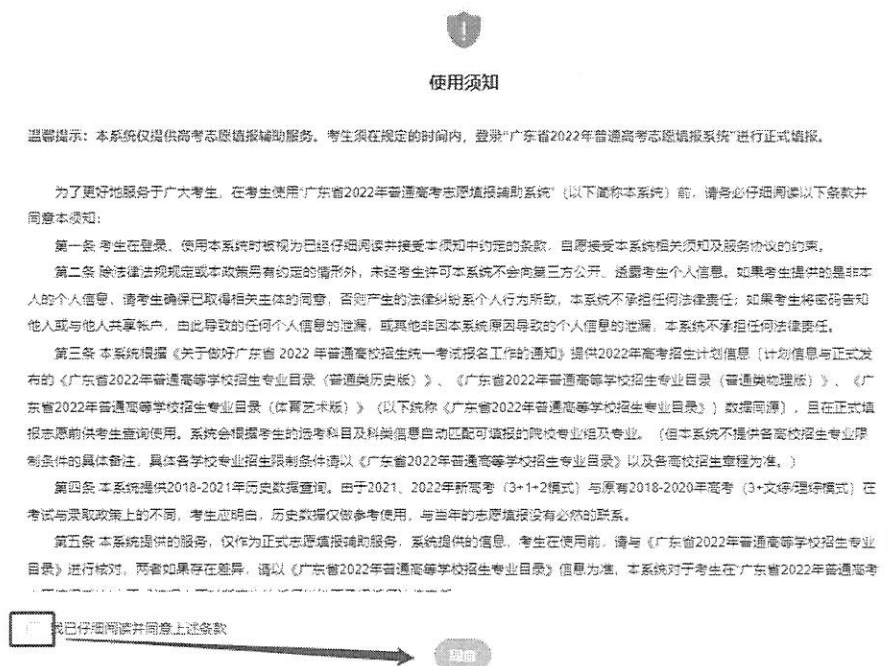 使用须知
温馨提示：本系统仅提供高考志愿填报辅助服务。考生须在规定的时间内，登录“广东省2022年普通高考志愿填报系统”进行正式填报。
为了更好地服务于广大考生，在考生使用“广东省2022年普通高考志愿填报辅助系统”（以下简称本系统）前，请务必仔细阅读以下条款并
同意本须知：
第一条 考生在登录、使用本系统时被视为已经仔细阅读并接受本须知中约定的条款，自愿接受本系统相关须知及服务协议的约束。
第二条 除法律法规规定或本政策另有约定的情形外，未经考生许可本系统不会向第三方公开、透露考生个人信息。如果考生提供的是非本
人的个人信息、请考生确保已取得相关主体的同意，否则产生的法律纠纷系个人行为所致，本系统不承担任何法律责任；如果考生将密码告知
他人或与他人共享帐户，由此导致的任何个人信息的泄漏，或其他非因本系统原因导致的个人信息的泄漏，本系统不承担任何法律责任。
第三条 本系统根据《关于做好广东省 2022 年普通高校招生统一考试报名工作的通知》提供2022年高考招生计划信息〔计划信息与正式发
布的《广东省2022年普通高等学校招生专业目录（普通类历史版）》、《广东省2022年普通高等学校招生专业目录（普通类物理版）》、《广
东省2022年普通高等学校招生专业目录（体育艺术版）》（以下统称《广东省2022年普通高等学校招生专业目录》）数据同源〕，且在正式填
报志愿前供考生查询使用。系统会根据考生的选考科目及科类信息自动匹配可填报的院校专业组及专业。（但本系统不提供各高校招生专业限
制条件的具体备注，具体各学校专业招生限制条件请以《广东省2022年普通高等学校招生专业目录》以及各高校招生章程为准。）
第四条 本系统提供2018-2021年历史数据查询。由于2021、2022年新高考（3+1+2模式）与原有2018-2020年高考（3+文综/理综模式）在
考试与录取政策上的不同，考生应明白，历史数据仅做参考使用，与当年的志愿填报没有必然的联系。
第五条 本系统提供的服务，仅作为正式志愿填报辅助服务，系统提供的信息，考生在使用前，请与《广东省2022年普通高等学校招生专业
目录》进行核对，两者如果存在差异，请以《广东省2022年普通高等学校招生专业目录》信息为准，本系统对于考生在“广东省2022年普通高考
我已仔细阅读并同意上述条款